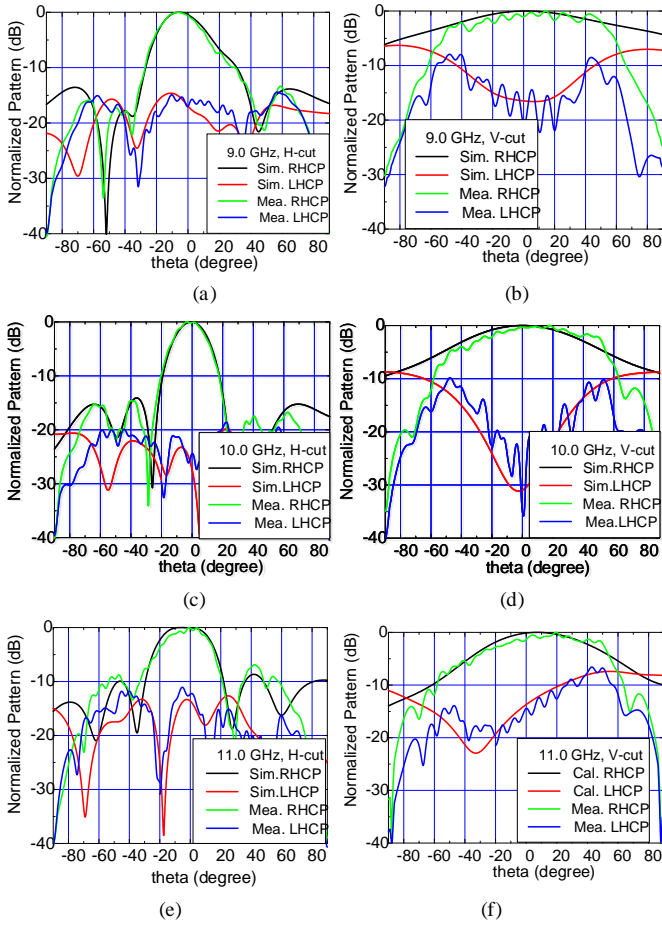 Normalized Pattern (dB)
0
-10
-20
-30
-40
9.0 GHz, H-cut
Sim. RHCP
Sim. LHCP
Mea. RHCP
Mea. LHCP
-80 -60 -40 -20 0 20 40 60 80
theta (degree)
(a)
Normalized Pattern (dB)
0
-10
-20
-30
-40
9.0 GHz, V-cut
Sim. RHCP
Sim. LHCP
Mea. RHCP
Mea. LHCP
-80 -60 -40 -20 0 20 40 60 80
theta (degree)
(b)
Normalized Pattern (dB)
0
-10
-20
-30
-40
10.0 GHz, H-cut
Sim.RHCP
Sim.LHCP
Mea. RHCP
Mea. LHCP
-80 -60 -40 -20 0 20 40 60 80
theta (degree)
(c)
Normalized Pattern (dB)
0
-10
-20
-30
-40
10.0 GHz, V-cut
Sim.RHCP
Sim.LHCP
Mea. RHCP
Mea.LHCP
-80 -60 -40 -20 0 20 40 60 80
theta (degree)
(d)
Normalized Pattern (dB)
0
-10
-20
-30
-40
11.0 GHz, H-cut
Sim.RHCP
Sim.LHCP
Mea. RHCP
Mea. LHCP
-80 -60 -40 -20 0 20 40 60 80
theta (degree)
(e)
Normalized Pattern (dB)
0
-10
-20
-30
-40
11.0 GHz, V-cut
Cal. RHCP
Cal. LHCP
Mea. RHCP
Mea. LHCP
-80 -60 -40 -20 0 20 40 60 80
theta (degree)
(f)